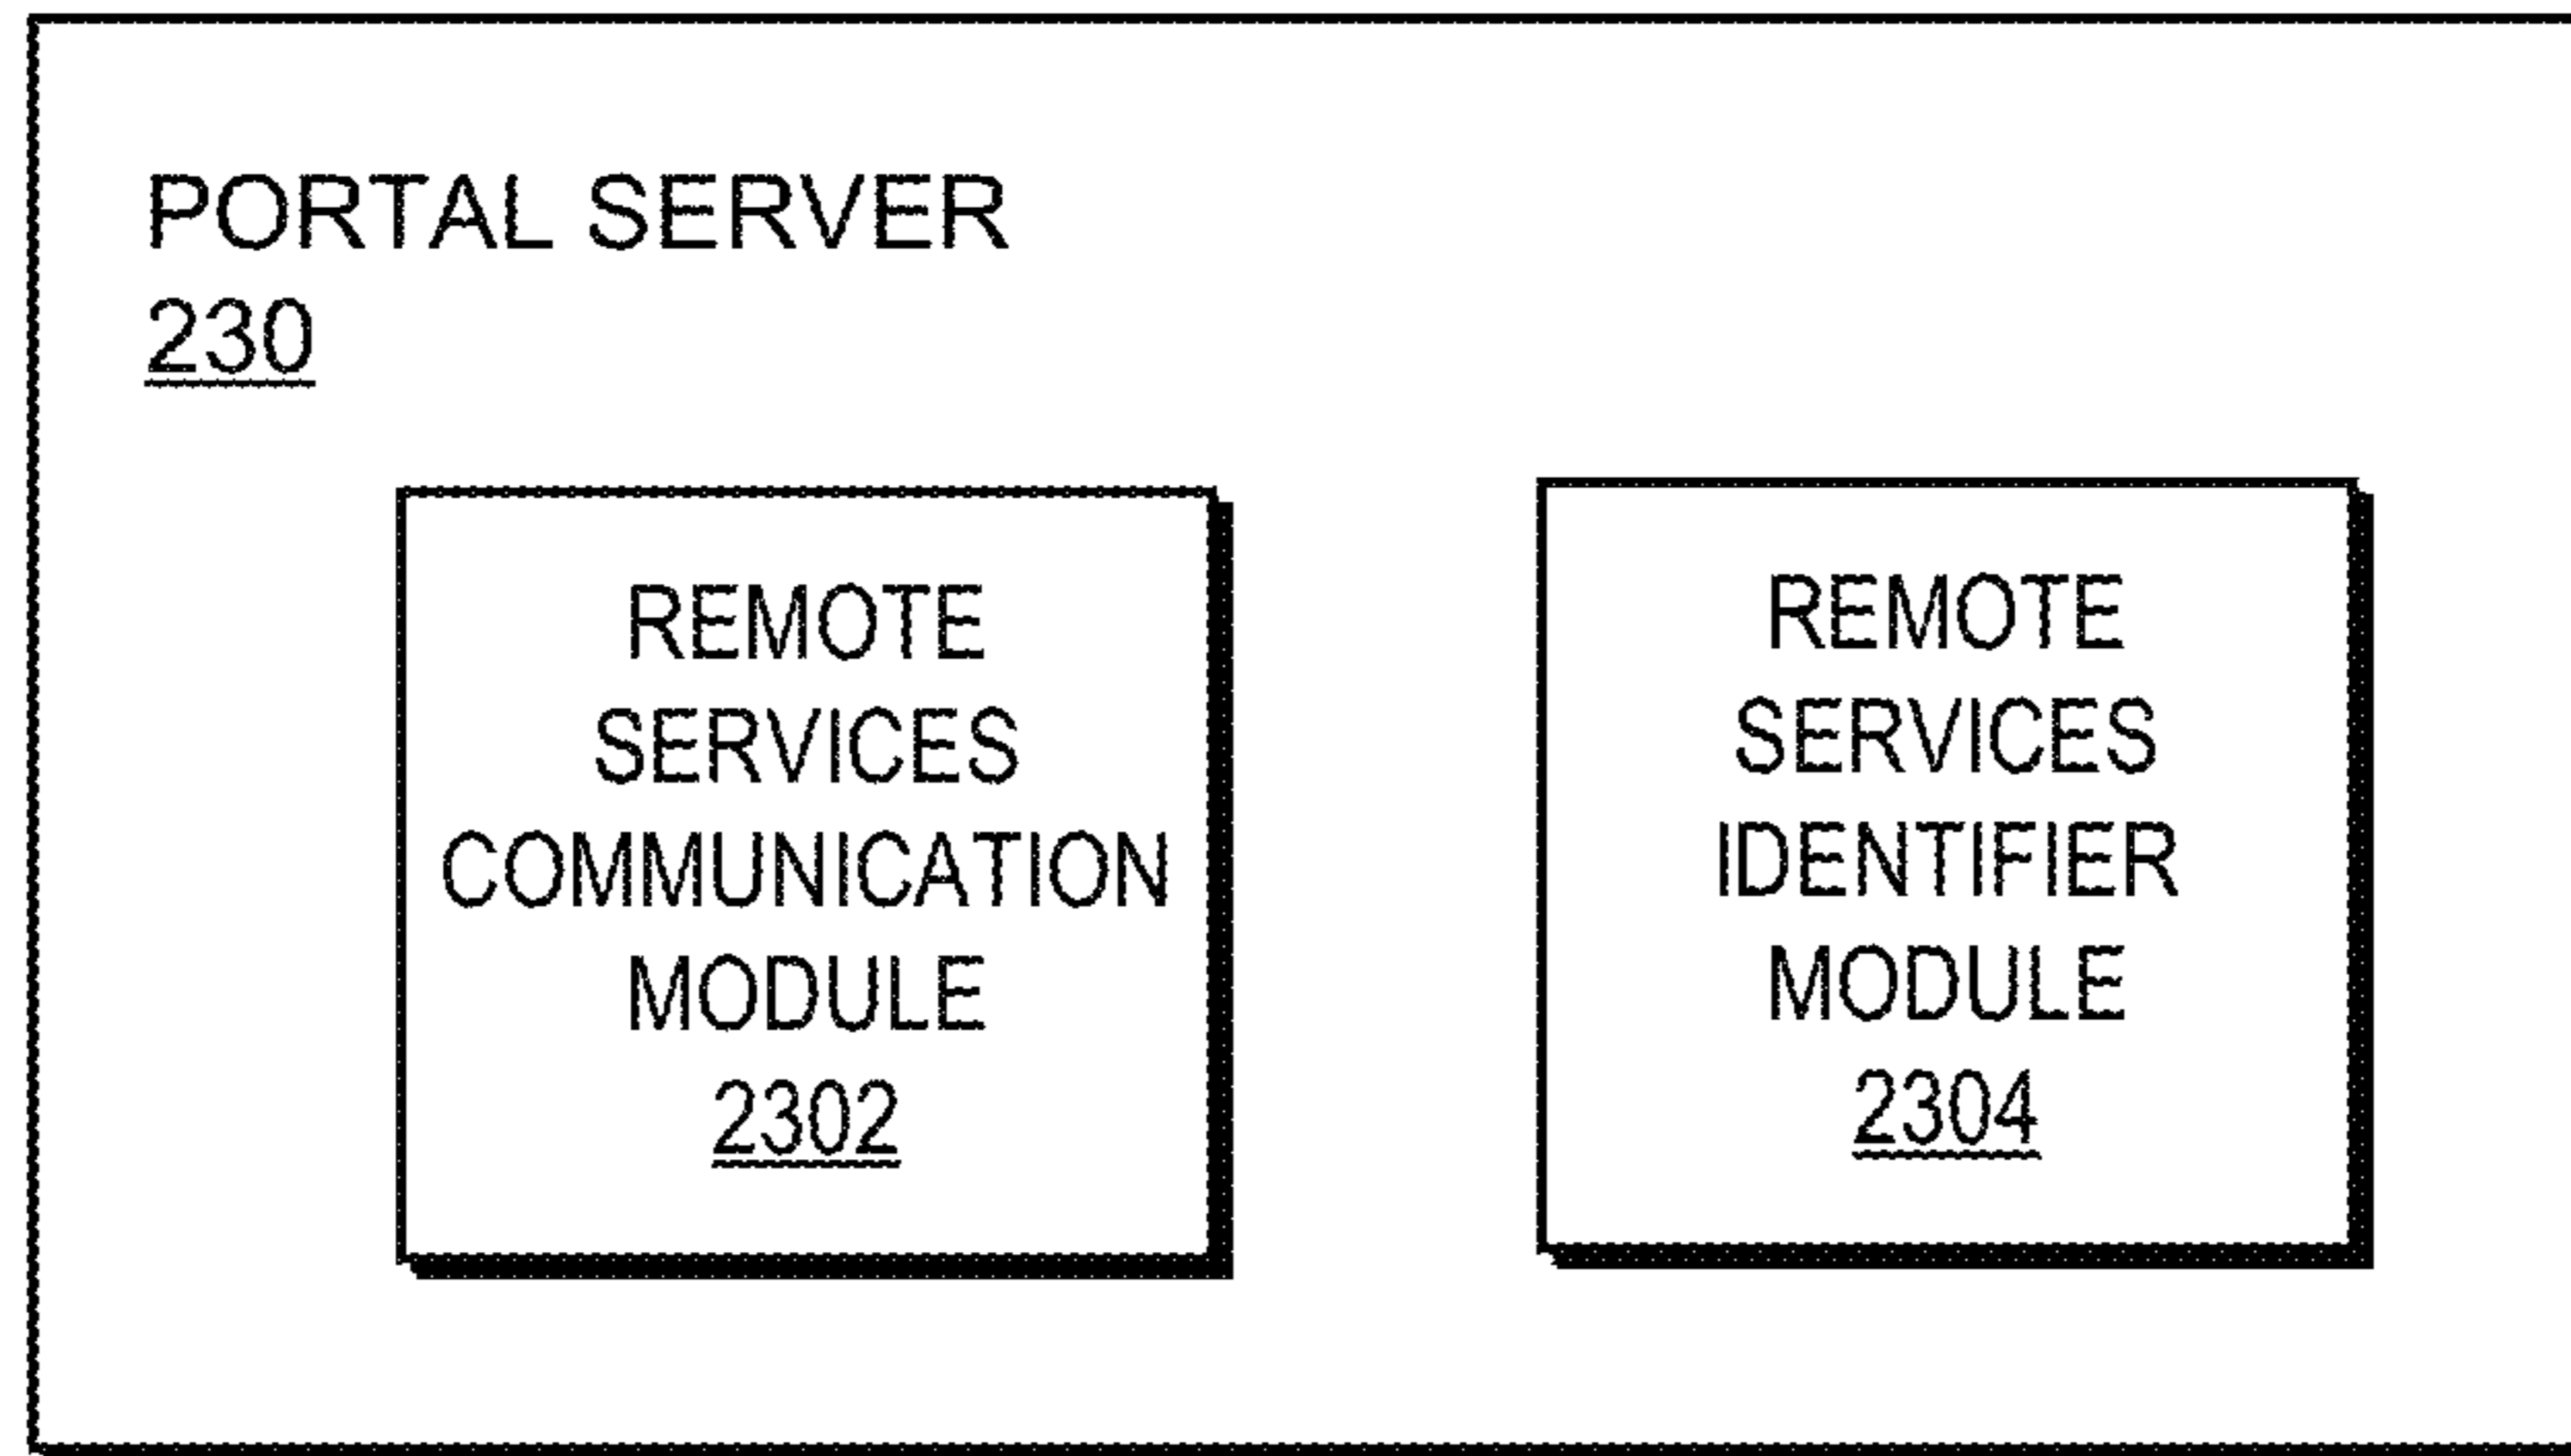 PORTAL SERVER
230
REMOTE
SERVICES
COMMUNICATION
MODULE
2302
REMOTE
SERVICES
IDENTIFIER
MODULE
2304